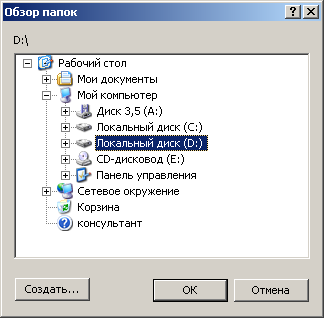 Обзор папок
D:\
Рабочий стол
Мои документы
Мой компьютер
Диск 3,5 (A:)
Локальный диск (C:)
Локальный диск (D:)
CD-дисковод (E:)
Панель управления
Сетевое окружение
Корзина
консультант
Создать... ОК Отмена